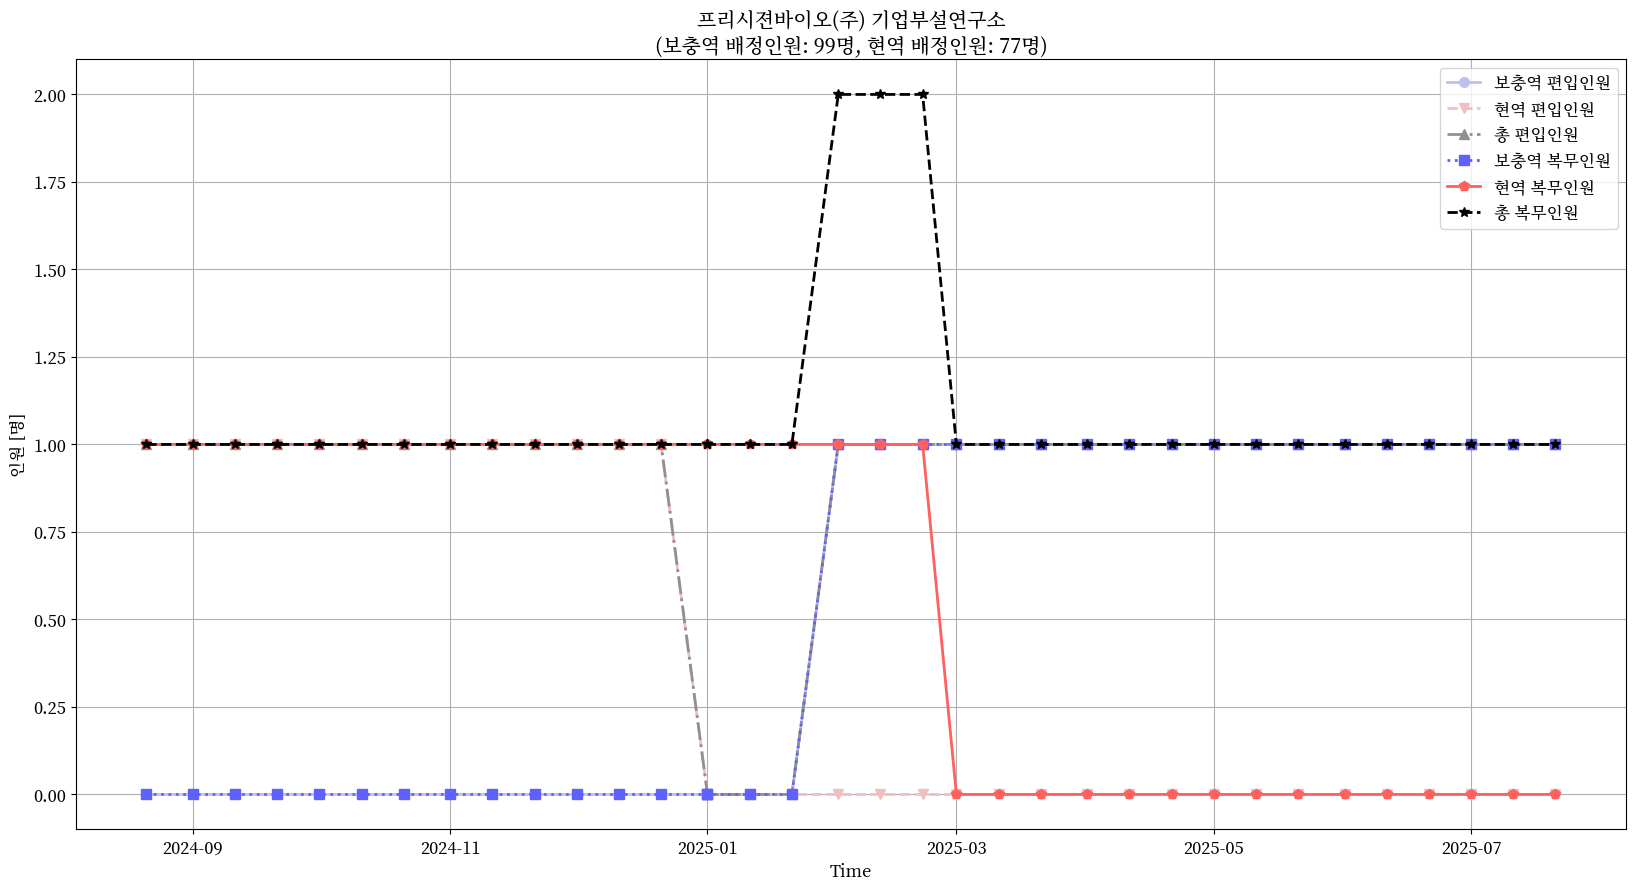 프리시젼바이오(주) 기업부설연구소
(보충역 배정인원: 99명, 현역 배정인원: 77명)
보충역 편입인원
현역 편입인원
총 편입인원
보충역 복무인원
현역 복무인원
총 복무인원
2.00
1.75
1.50
1.25
1.00
0.75
0.50
0.25
0.00
인원 [명]
2024-09 2024-11 2025-01 2025-03 2025-05 2025-07
Time